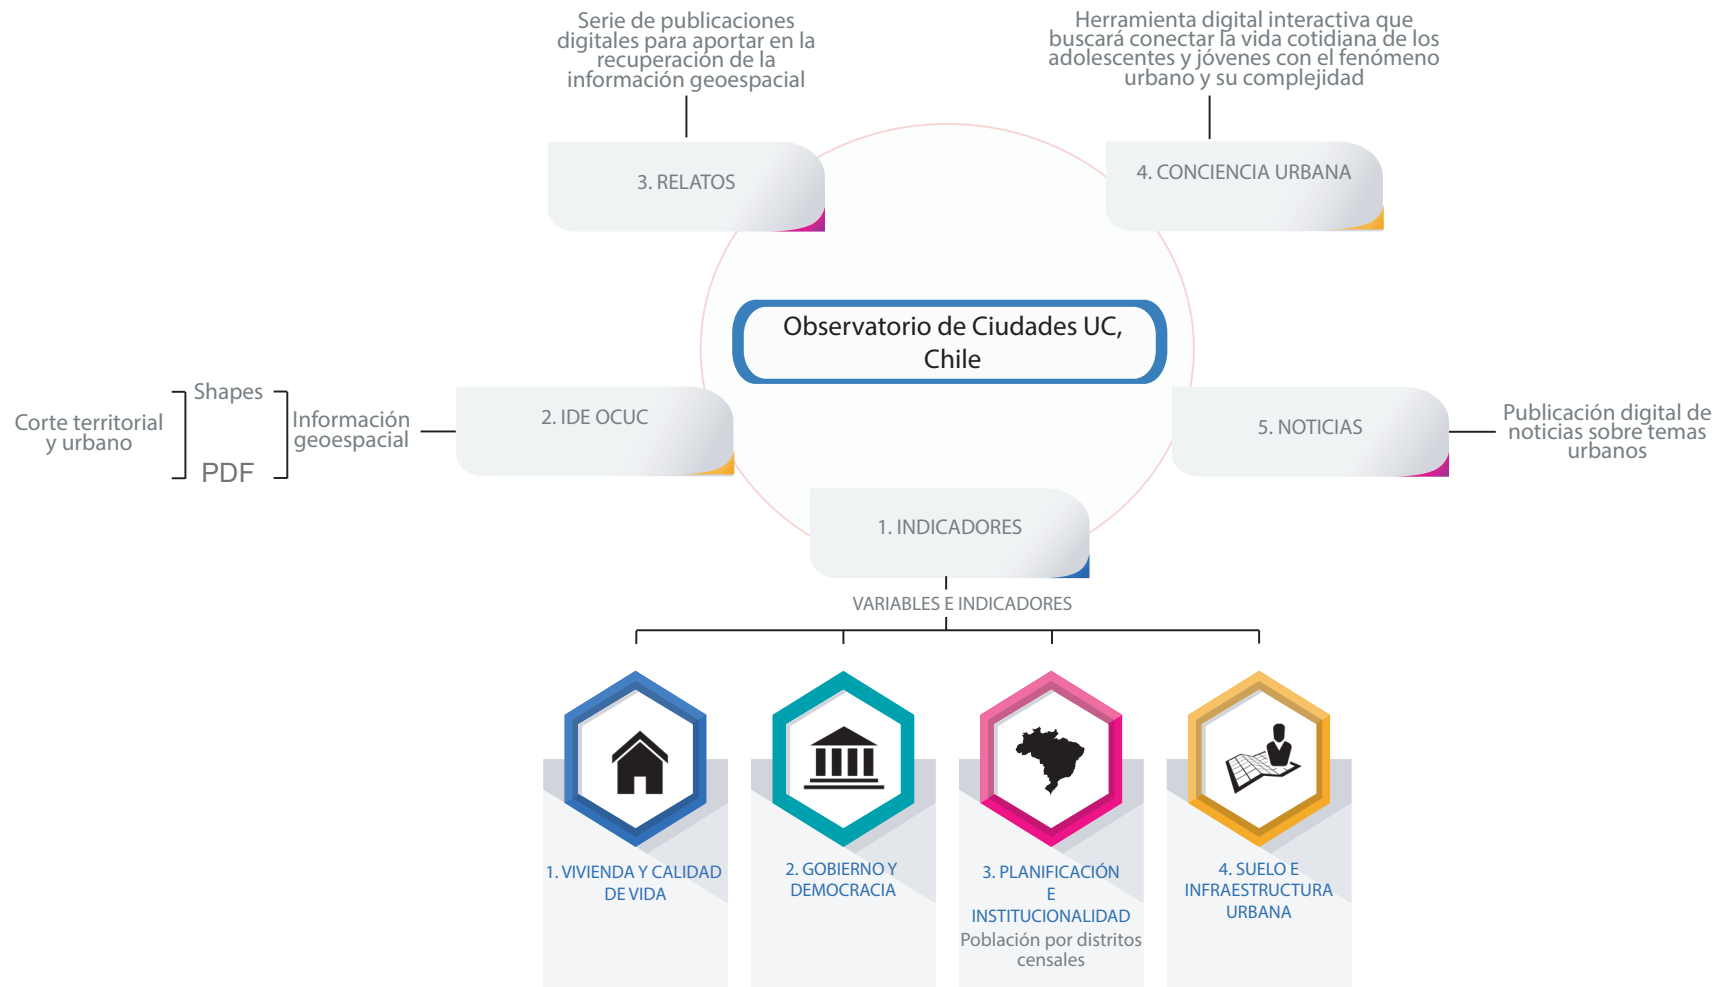 Serie de publicaciones
digitales para aportar en la
recuperación de la
información geoespacial
Herramienta digital interactiva que
buscará conectar la vida cotidiana de los
adolescentes y jóvenes con el fenómeno
urbano y su complejidad
3. RELATOS
4. CONCIENCIA URBANA
Observatorio de Ciudades UC,
Chile
Corte territorial
y urbano
Shapes
PDF
Información
geoespacial
2. IDE OCUC
5. NOTICIAS
Publicación digital de
noticias sobre temas
urbanos
1. INDICADORES
VARIABLES E INDICADORES
1. VIVIENDA Y CALIDAD
DE VIDA
2. GOBIERNO Y
DEMOCRACIA
3. PLANIFICACIÓN
E
INSTITUCIONALIDAD
Población por distritos
censales
4. SUELO E
INFRAESTRUCTURA
URBANA